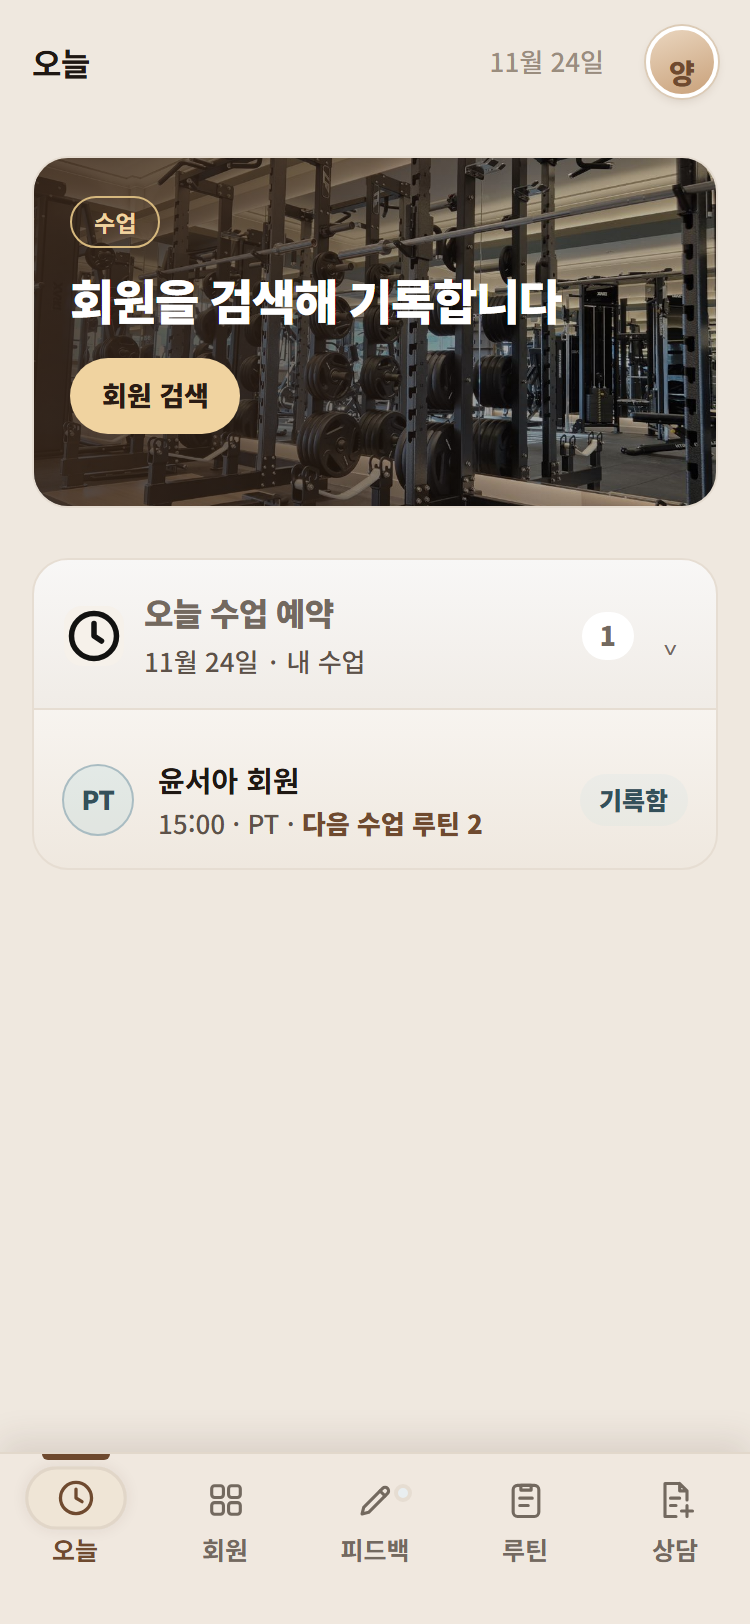 오늘
11월 24일
양
수업
회원을 검색해 기록합니다
회원 검색
오늘 수업 예약
11월 24일 · 내 수업
1
PT
윤서아 회원
15:00 · PT · 다음 수업 루틴 2
기록함
오늘
회원
피드백
루틴
상담